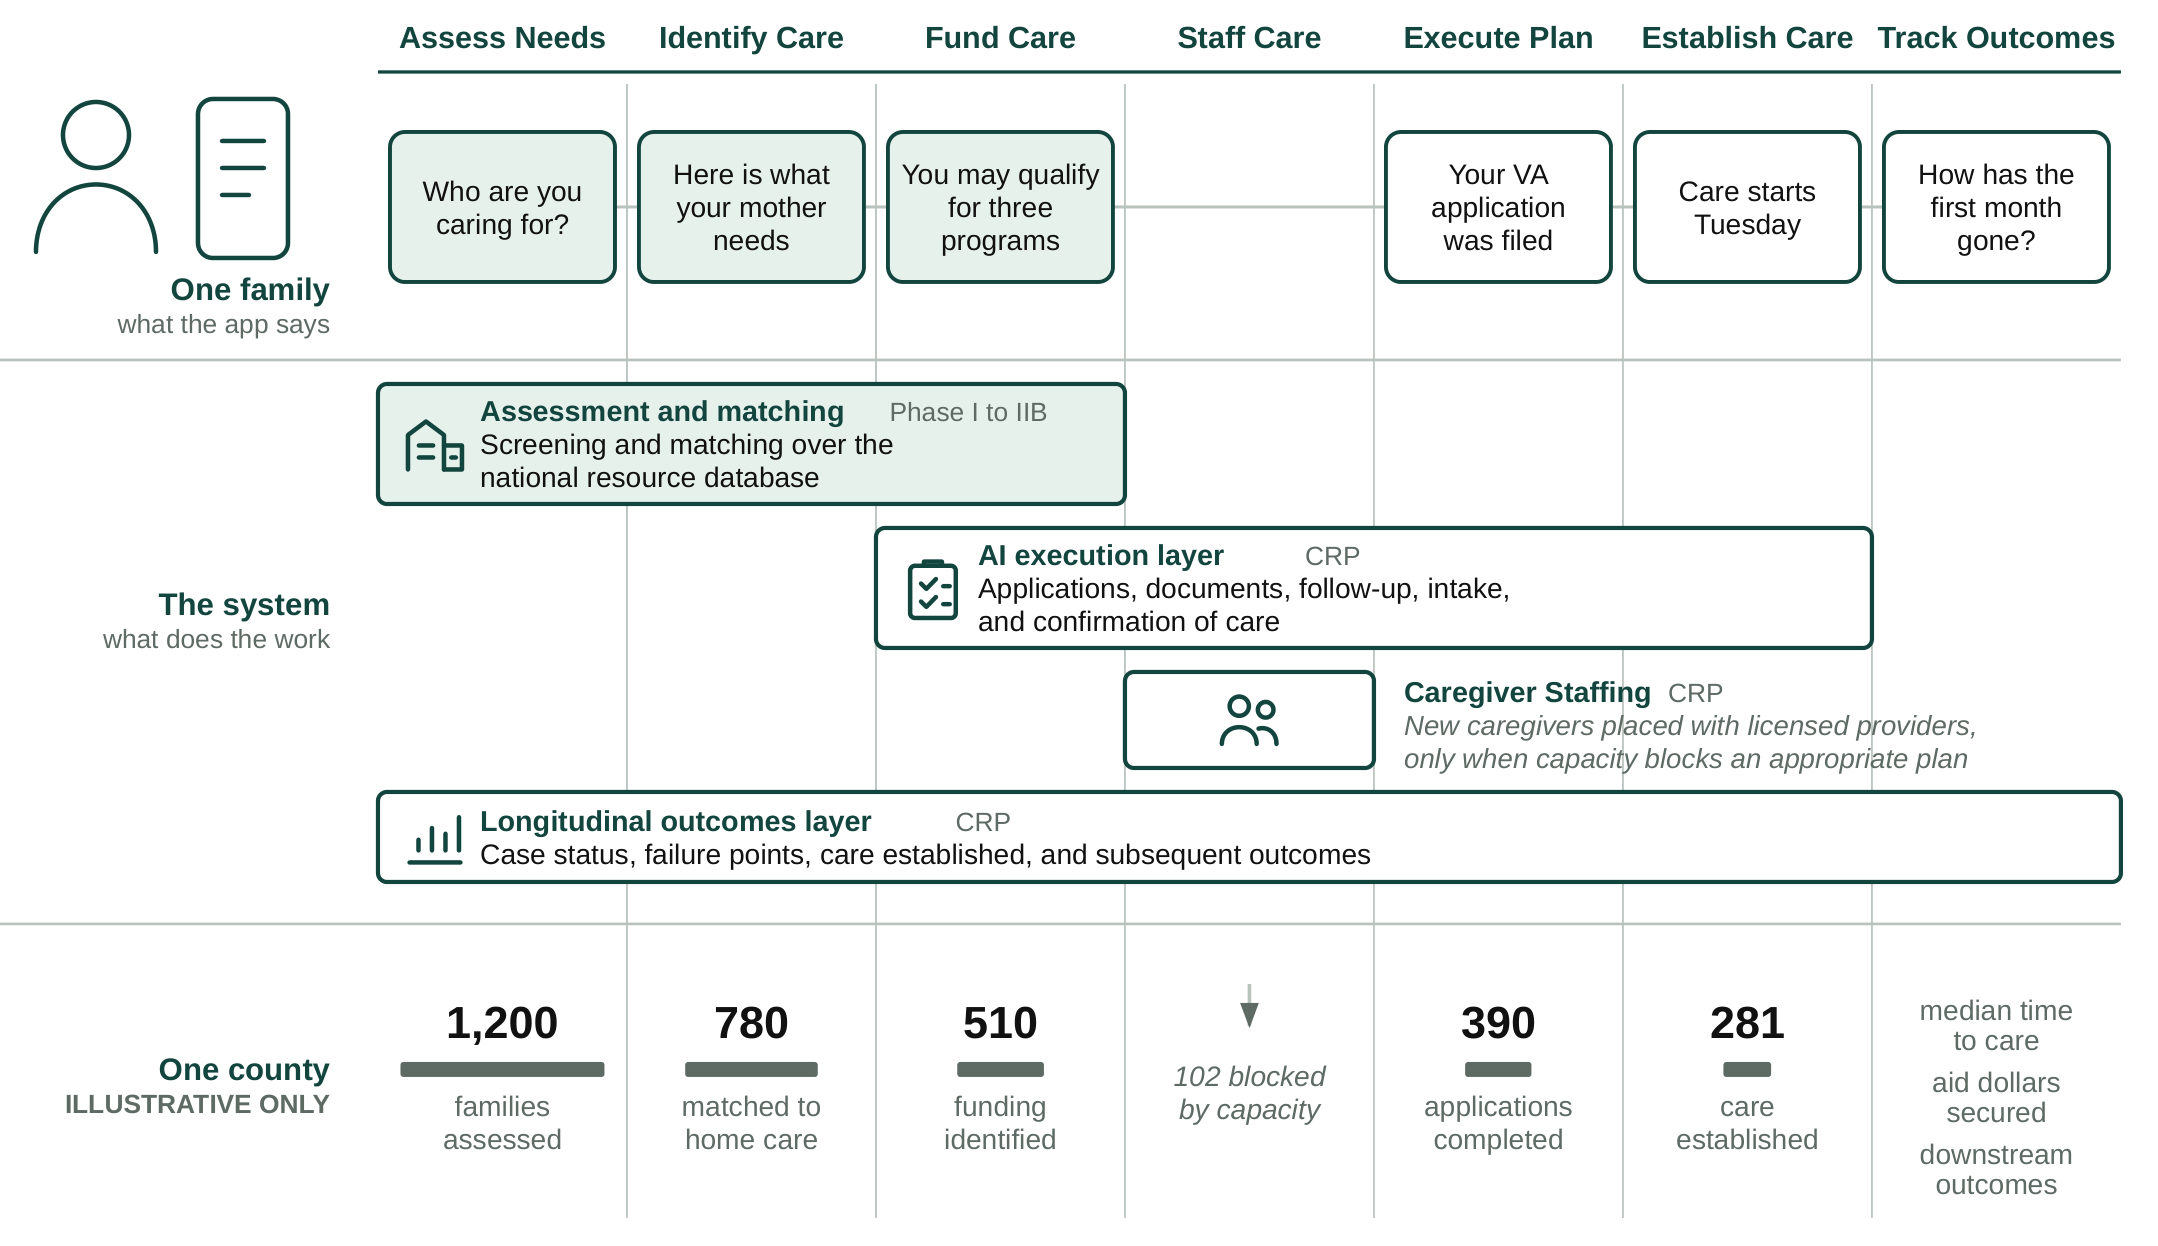 Assess Needs
Identify Care
Fund Care
Staff Care
Execute Plan
Establish Care
Track Outcomes
One family
what the app says
Who are you
caring for?
Here is what
your mother
needs
You may qualify
for three
programs
Your VA
application
was filed
Care starts
Tuesday
How has the
first month
gone?
The system
what does the work
Assessment and matching
Phase I to IIB
Screening and matching over the
national resource database
AI execution layer
CRP
Applications, documents, follow-up, intake,
and confirmation of care
Caregiver Staffing
CRP
New caregivers placed with licensed providers,
only when capacity blocks an appropriate plan
Longitudinal outcomes layer
CRP
Case status, failure points, care established, and subsequent outcomes
One county
ILLUSTRATIVE ONLY
1,200
families
assessed
780
matched to
home care
510
funding
identified
102 blocked
by capacity
390
applications
completed
281
care
established
median time
to care
aid dollars
secured
downstream
outcomes